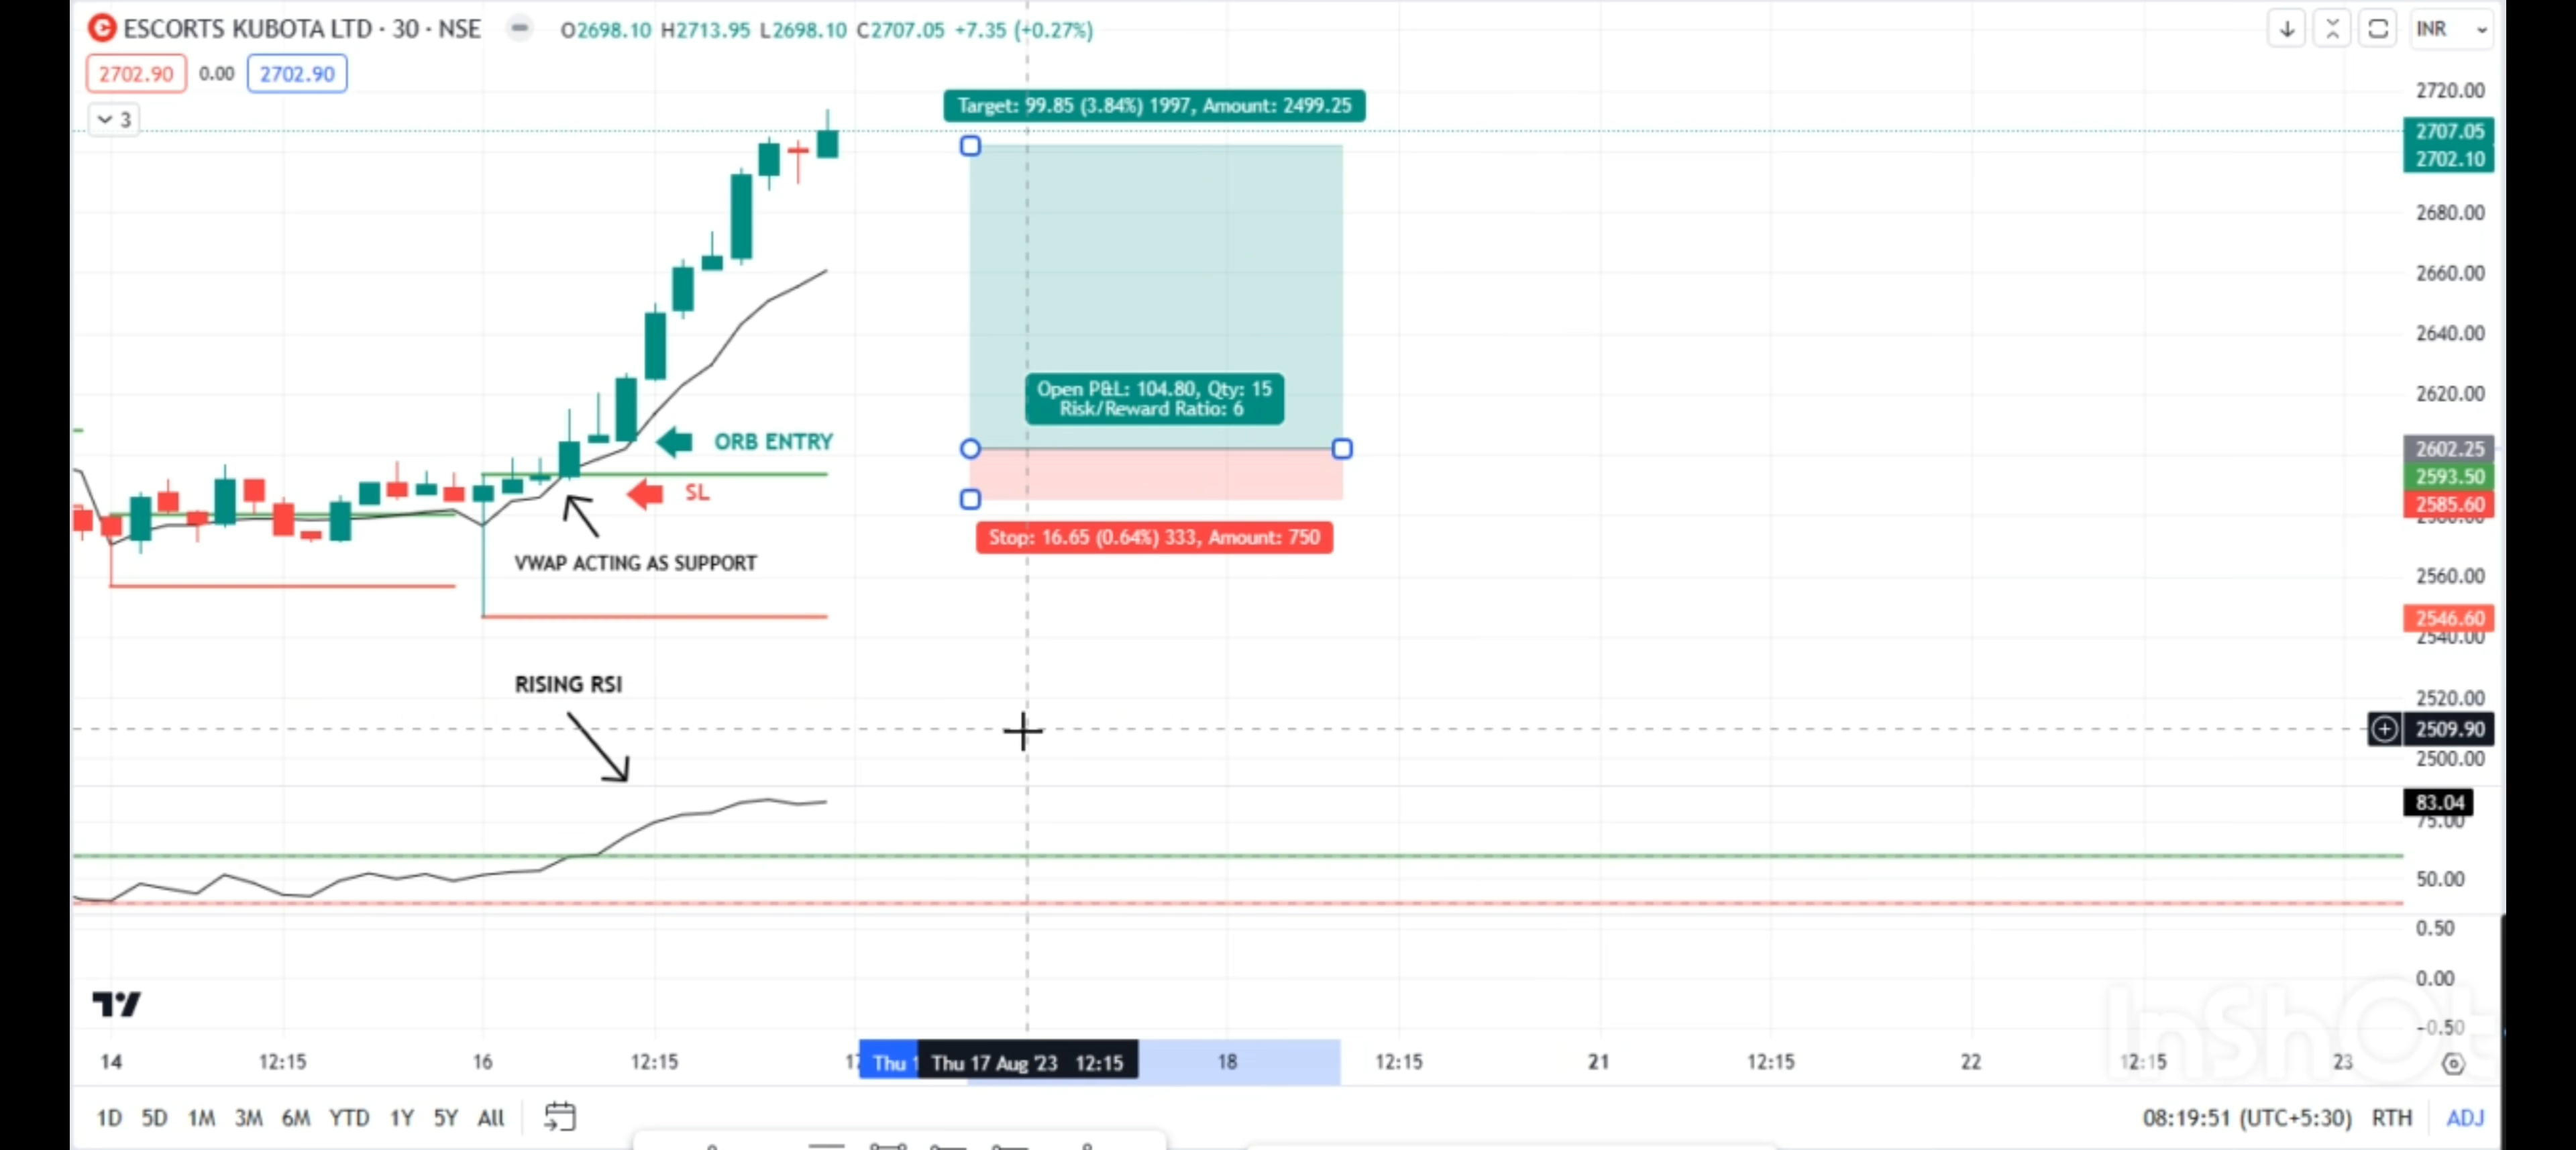 ESCORTS KUBOTA LTD · 30 · NSE O2698.10 H2713.95 L2698.10 C2707.05 +7.35 (+0.27%)
INR
2702.90 0.00 2702.90
3
Target: 99.85 (3.84%) 1997, Amount: 2499.25
Open P&L: 104.80, Qty: 15
Risk/Reward Ratio: 6
Stop: 16.65 (0.64%) 333, Amount: 750
ORB ENTRY
SL
VWAP ACTING AS SUPPORT
RISING RSI
2720.00
2707.05
2702.10
2680.00
2660.00
2640.00
2620.00
2602.25
2593.50
2585.60
2560.00
2546.60
2540.00
2520.00
2509.90
2500.00
83.04
75.00
50.00
0.50
0.00
-0.50
InShOt
14 12:15 16 12:15 Thu Thu 17 Aug '23 12:15 18 12:15 21 12:15 22 12:15 23
1D 5D 1M 3M 6M YTD 1Y 5Y All 08:19:51 (UTC+5:30) RTH ADJ